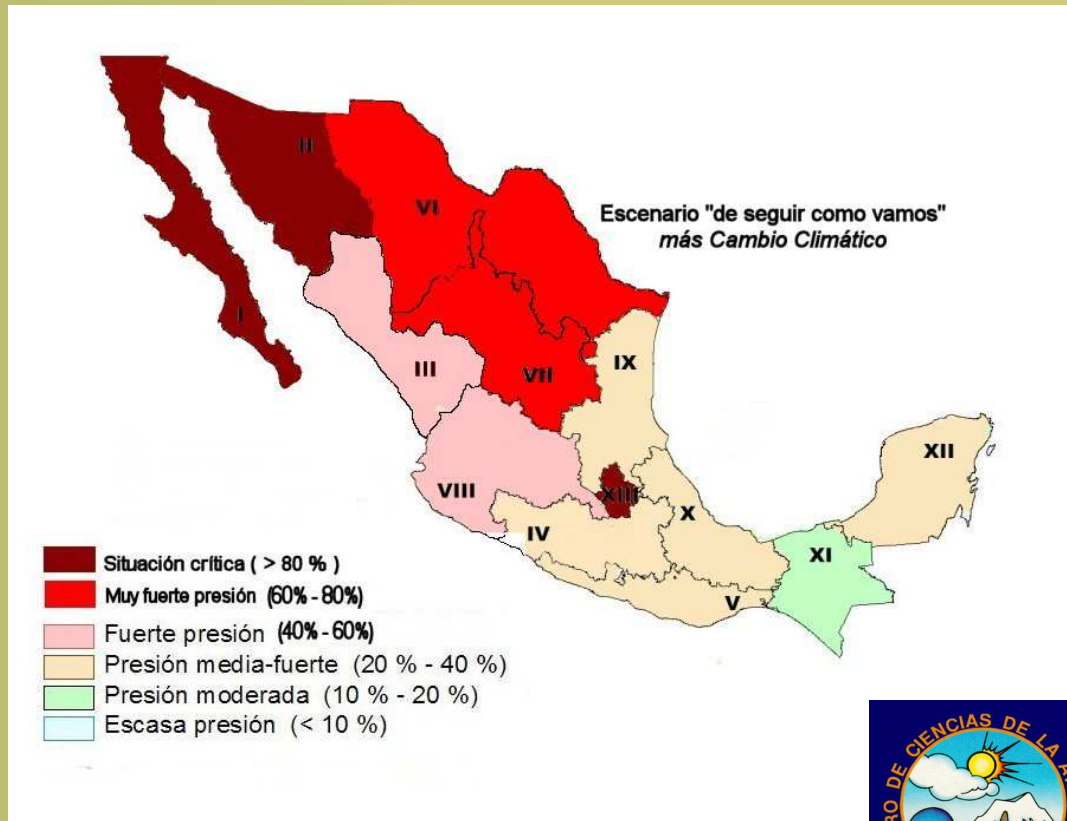 Escenario "de seguir como vamos"
más Cambio Climático
I
II
VI
III
VII
IX
VIII
XIII
IV
X
V
XI
XII
Situación crítica ( > 80 % )
Muy fuerte presión (60% - 80%)
Fuerte presión (40% - 60%)
Presión media-fuerte (20 % - 40 %)
Presión moderada (10 % - 20 %)
Escasa presión (< 10 %)
RO DE CIENCIAS DE LA A